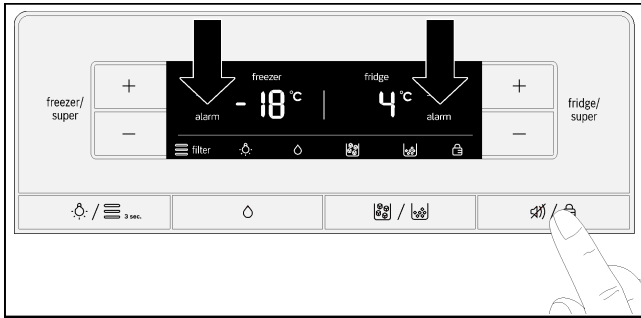 freezer/
super
+
−
freezer
alarm
-18 °C
fridge
4 °C
alarm
filter
+
−
fridge/
super
/
3 sec.
/
/